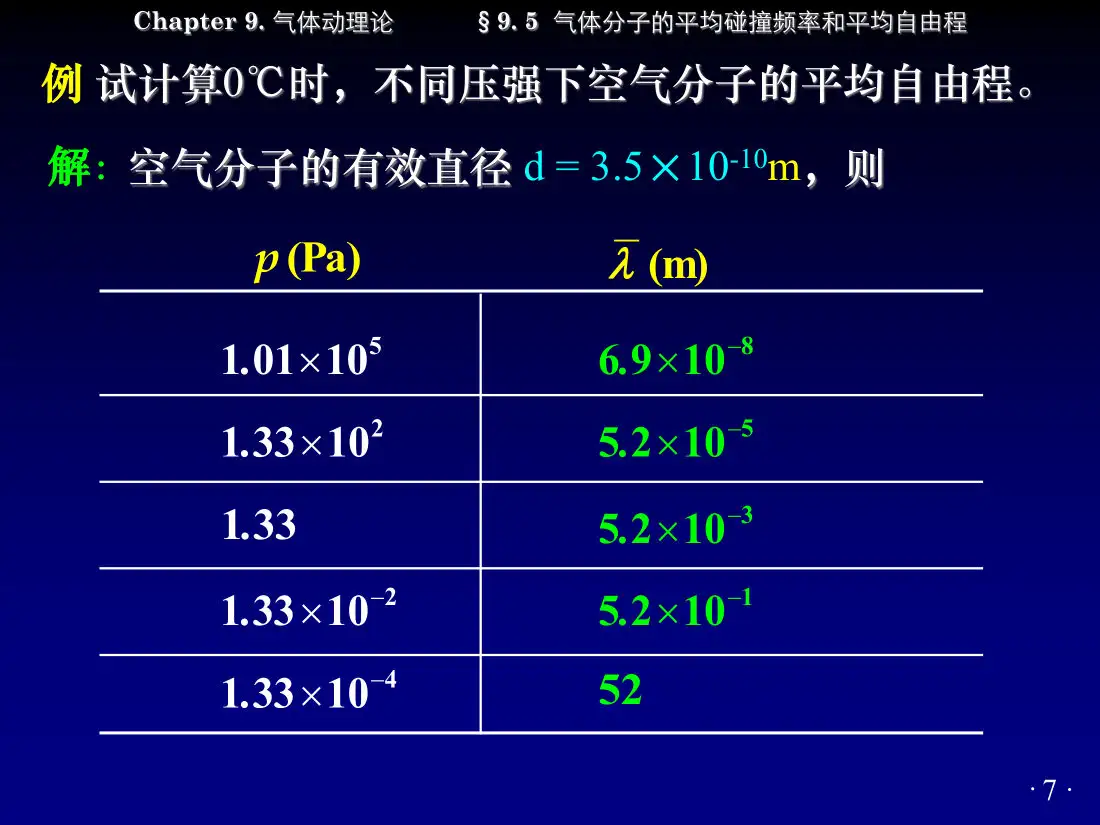 Chapter 9. 气体动理论 §9. 5 气体分子的平均碰撞频率和平均自由程
例 试计算0℃时，不同压强下空气分子的平均自由程。
解：空气分子的有效直径 d = 3.5×10⁻¹⁰m，则
p (Pa) λ̅ (m)
1.01×10⁵ 6.9×10⁻⁸
1.33×10² 5.2×10⁻⁵
1.33 5.2×10⁻³
1.33×10⁻² 5.2×10⁻¹
1.33×10⁻⁴ 52
·7·